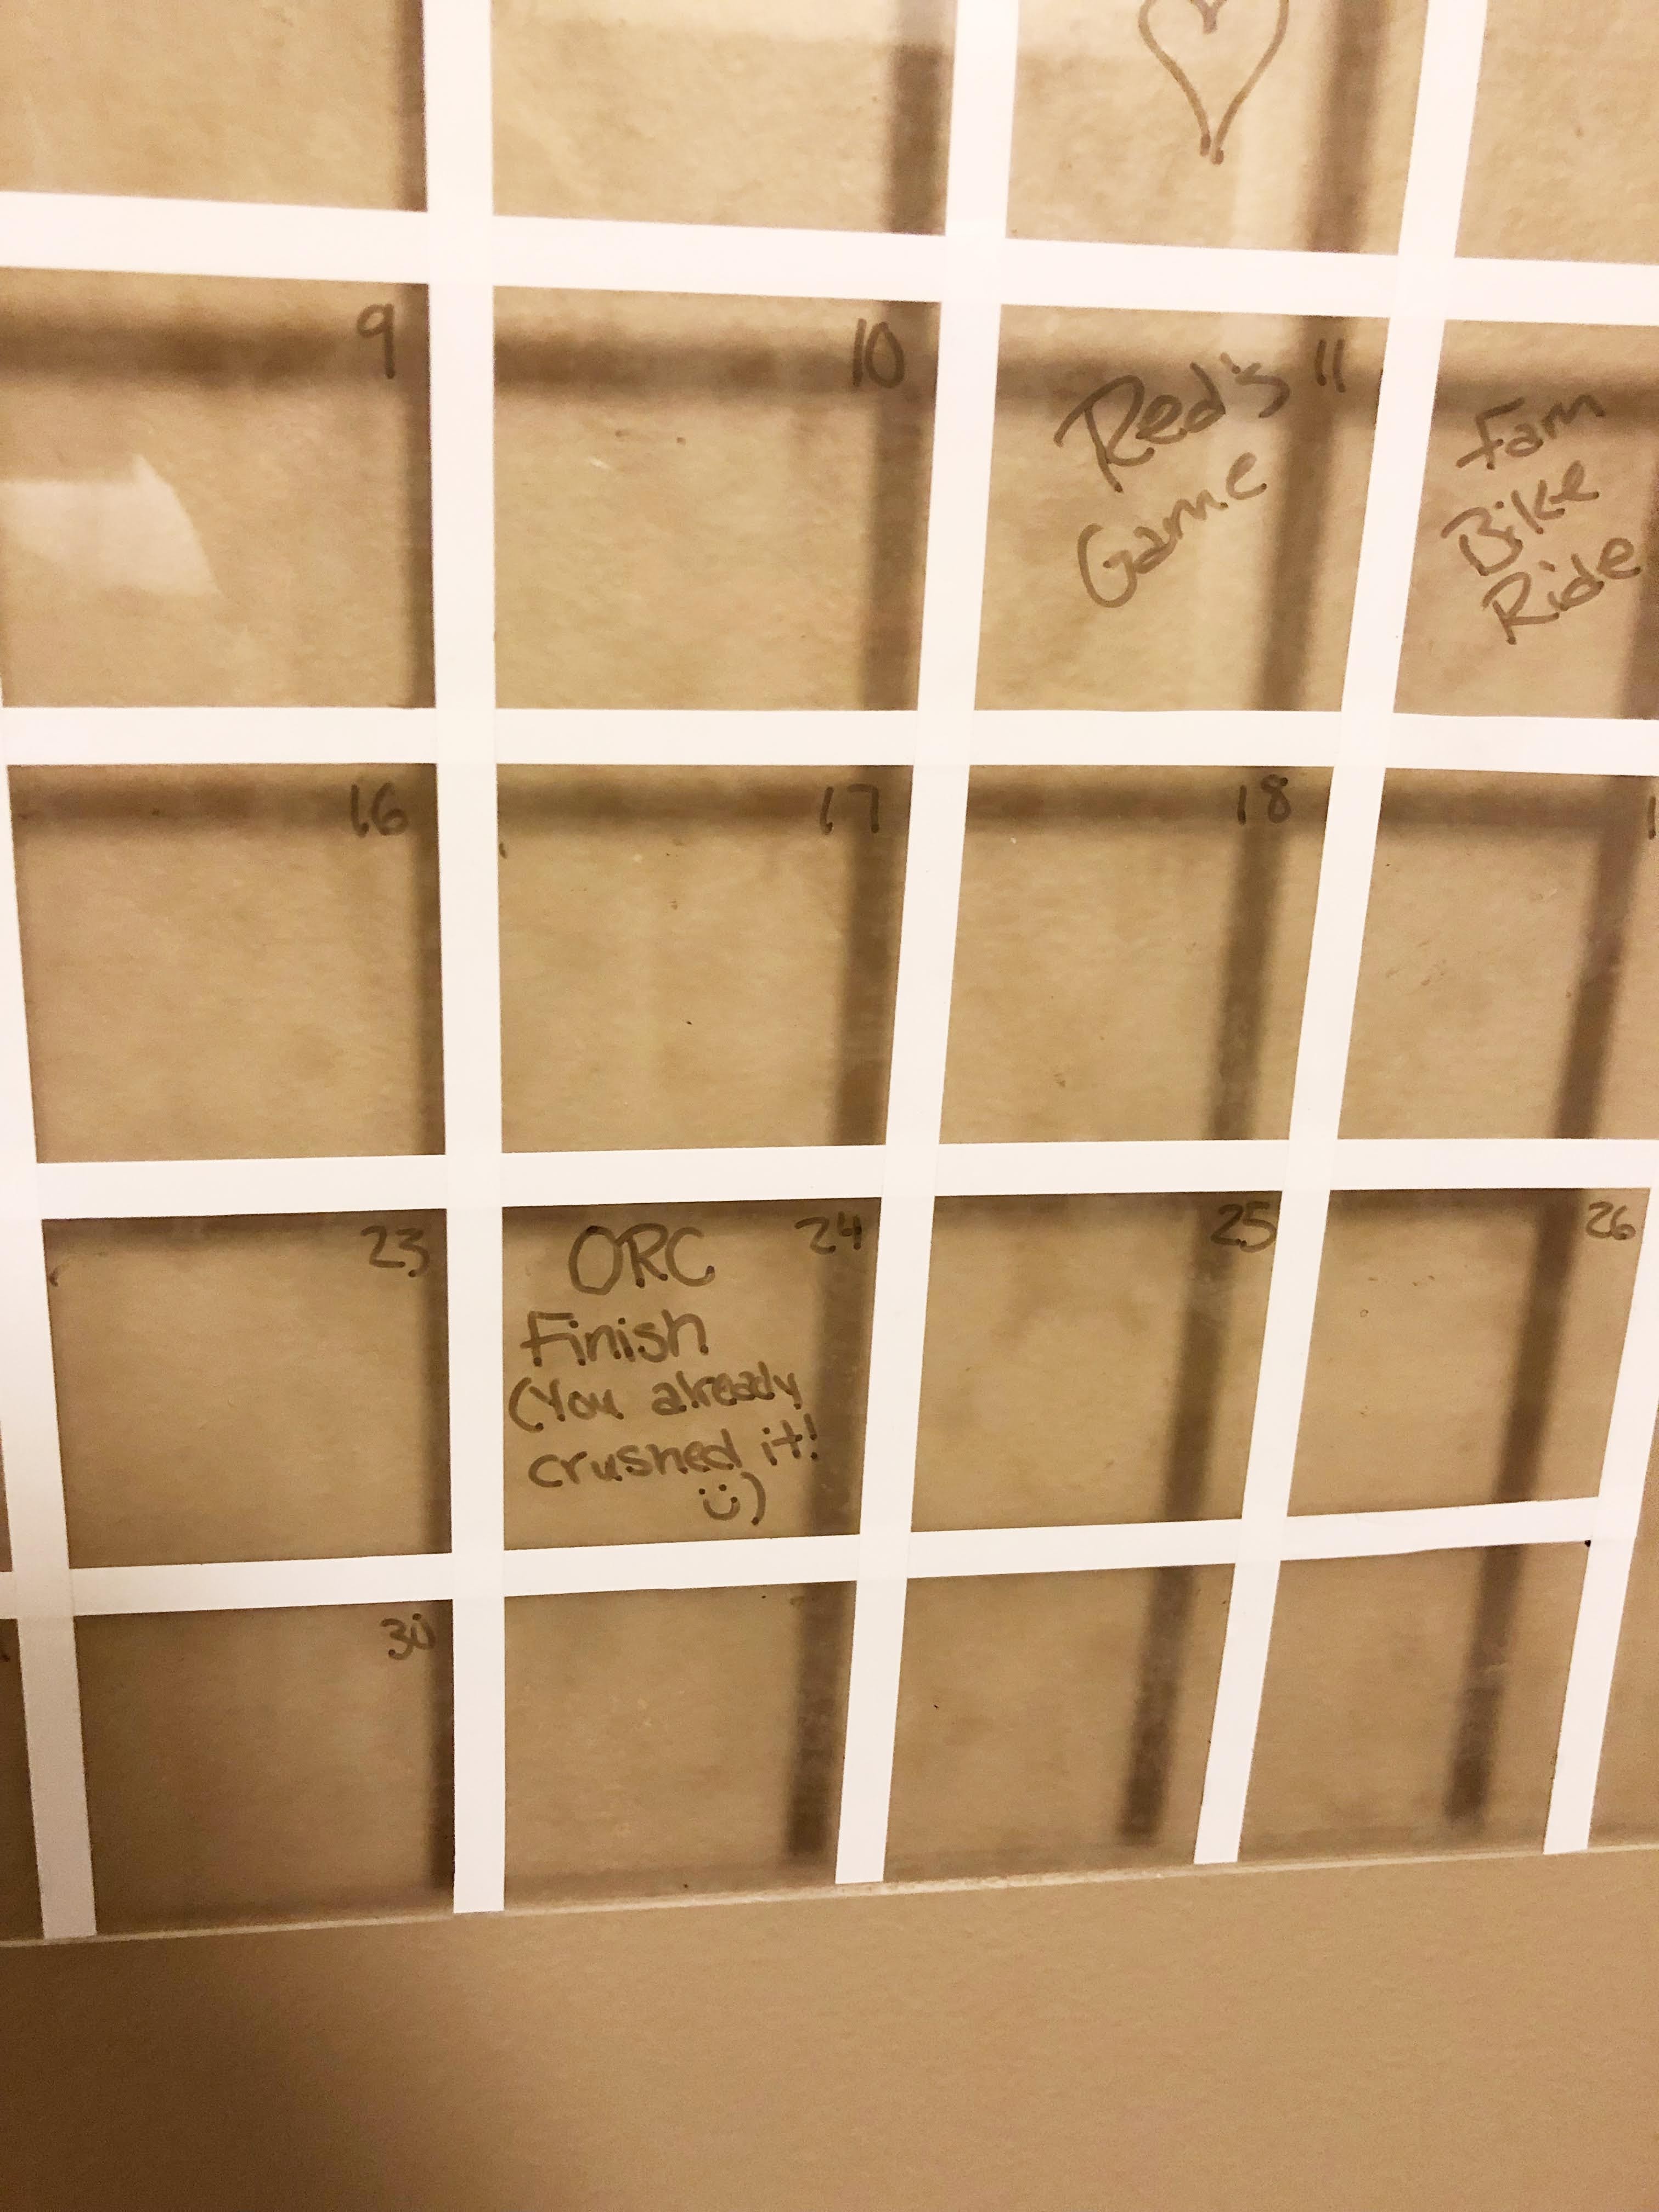 9
10
Red's 11
Game
Fam
Bike
Ride
16
17
18
1
23
ORC 24
Finish
(You already
crushed it!
:)
25
26
30